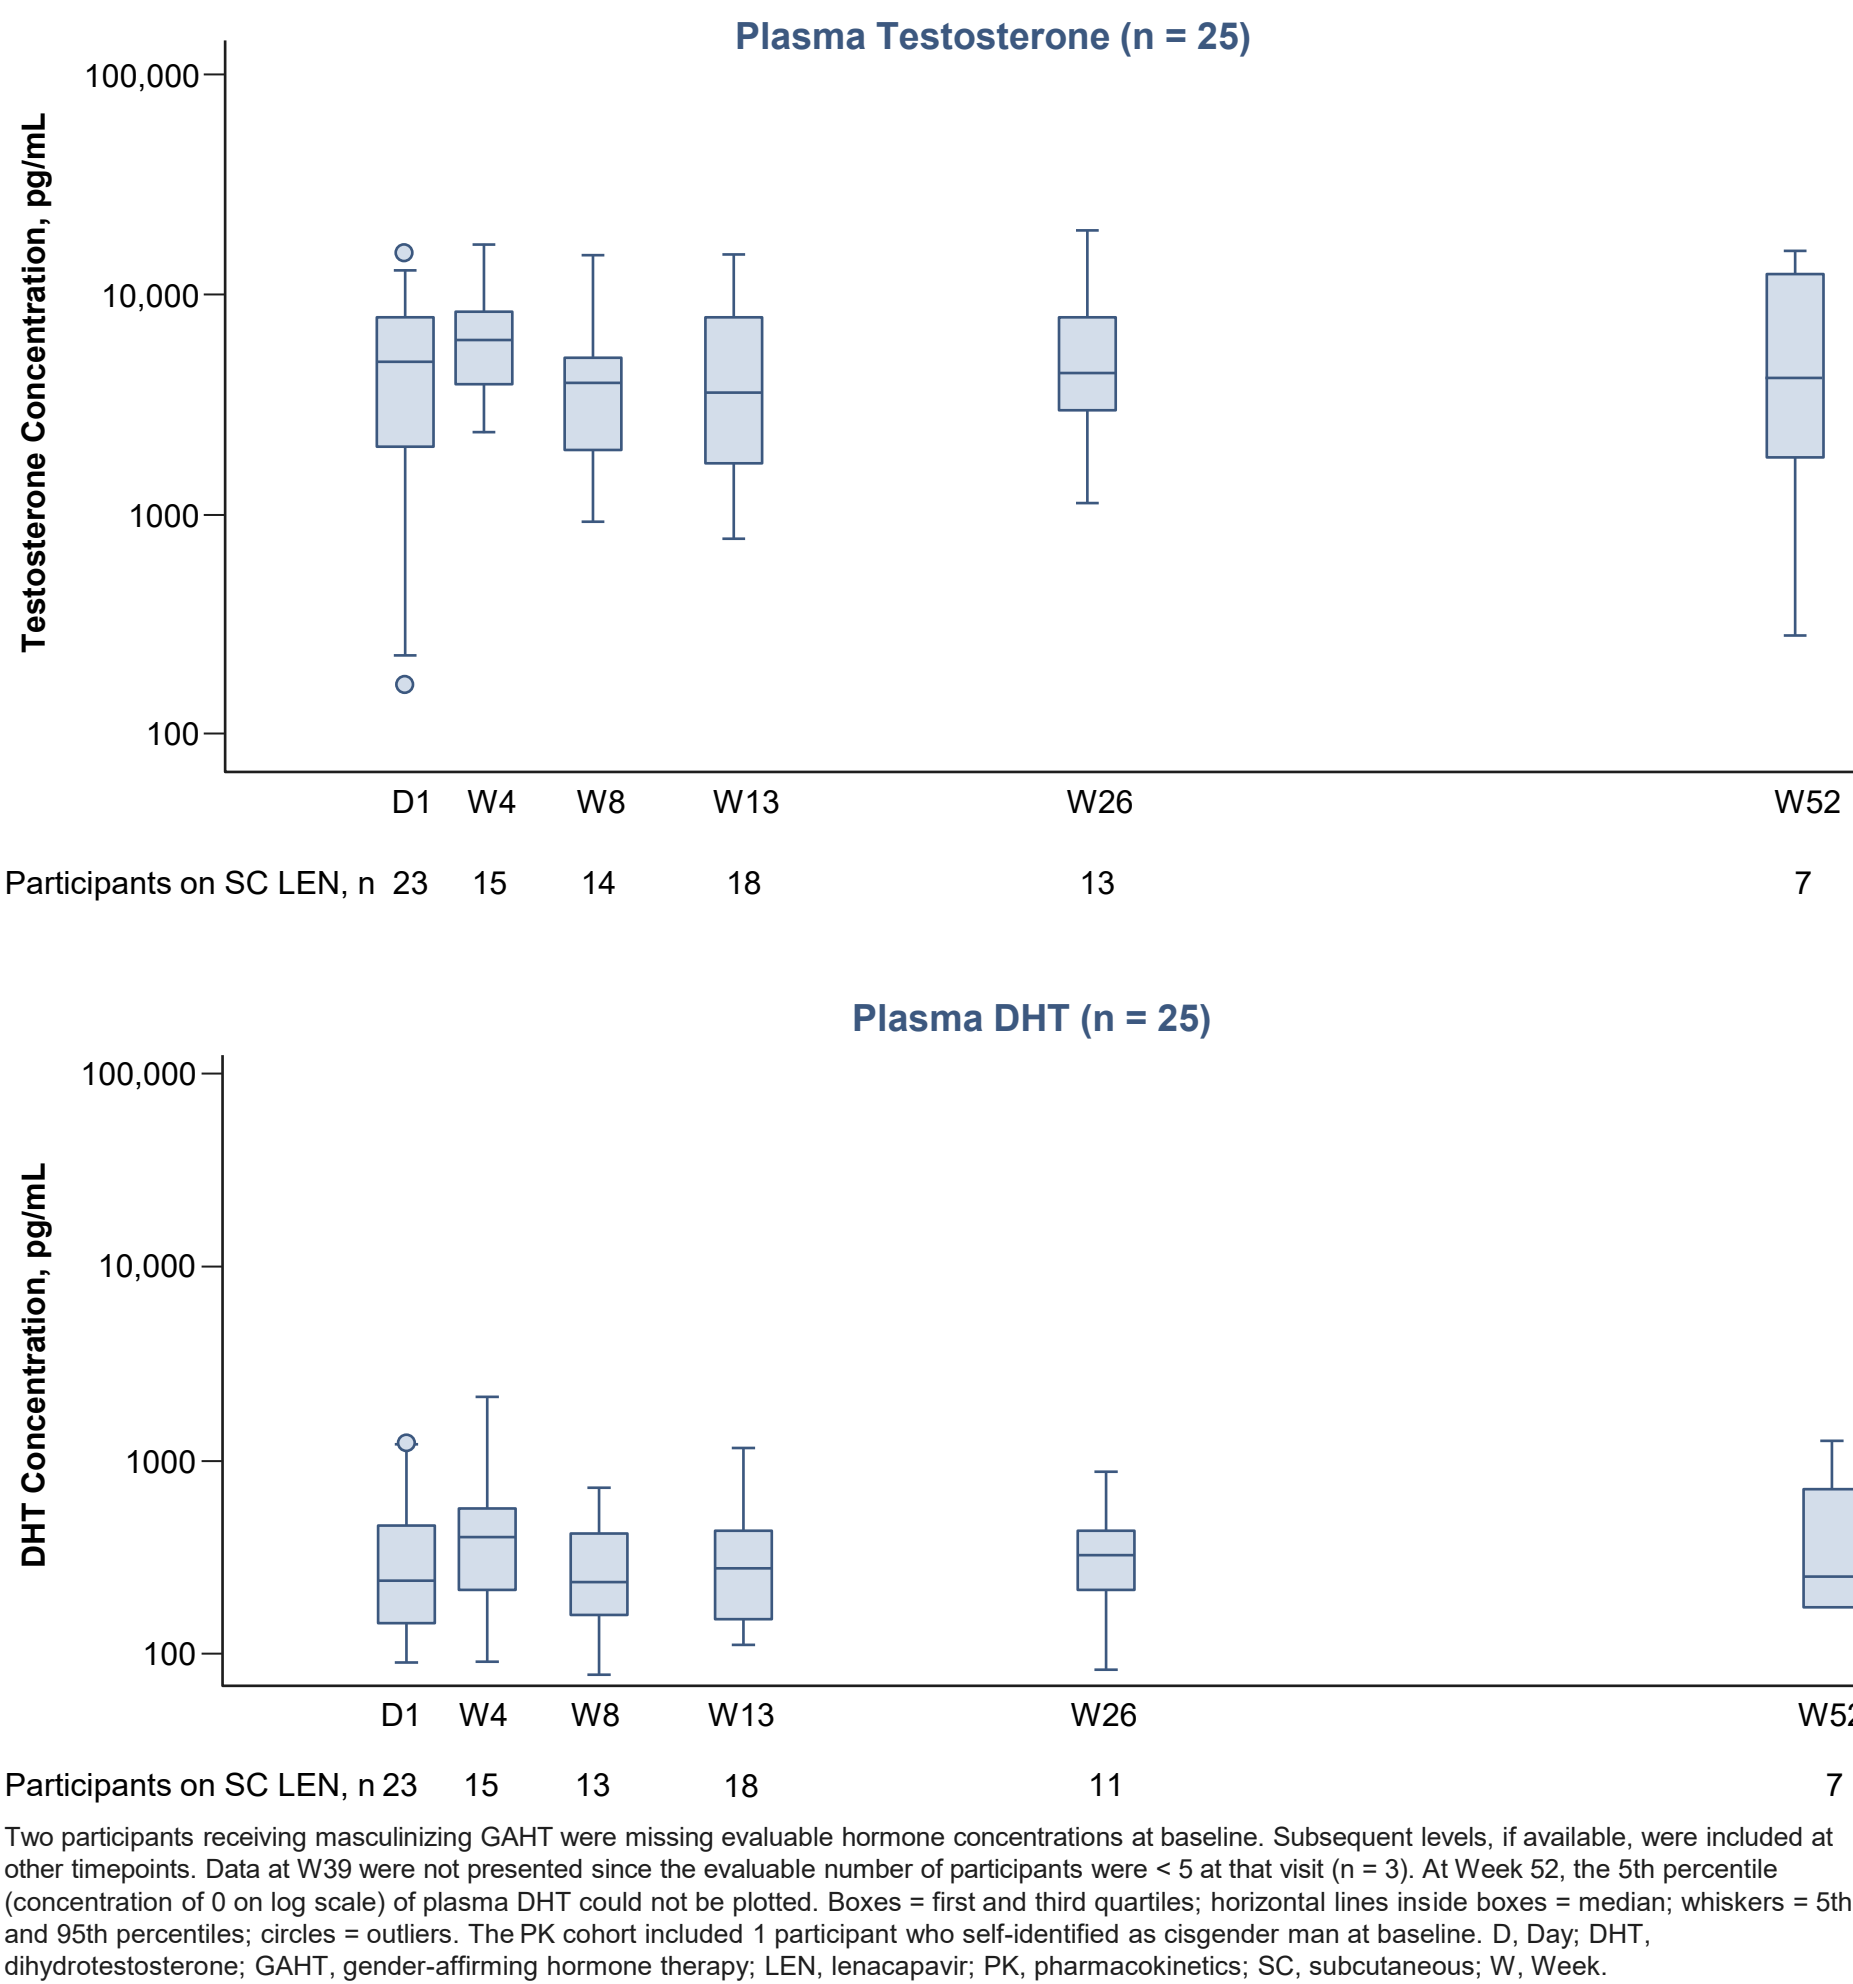 Plasma Testosterone (n = 25)
Testosterone Concentration, pg/mL
100,000
10,000
1000
100
D1 W4 W8 W13 W26 W52
Participants on SC LEN, n 23 15 14 18 13 7
Plasma DHT (n = 25)
DHT Concentration, pg/mL
100,000
10,000
1000
100
D1 W4 W8 W13 W26 W52
Participants on SC LEN, n 23 15 13 18 11 7
Two participants receiving masculinizing GAHT were missing evaluable hormone concentrations at baseline. Subsequent levels, if available, were included at
other timepoints. Data at W39 were not presented since the evaluable number of participants were < 5 at that visit (n = 3). At Week 52, the 5th percentile
(concentration of 0 on log scale) of plasma DHT could not be plotted. Boxes = first and third quartiles; horizontal lines inside boxes = median; whiskers = 5th
and 95th percentiles; circles = outliers. The PK cohort included 1 participant who self-identified as cisgender man at baseline. D, Day; DHT,
dihydrotestosterone; GAHT, gender-affirming hormone therapy; LEN, lenacapavir; PK, pharmacokinetics; SC, subcutaneous; W, Week.